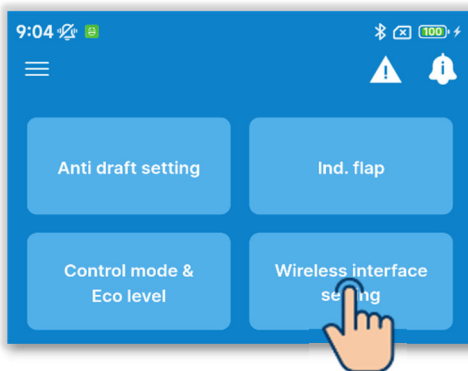 9:04
100
Anti draft setting
Ind. flap
Control mode &
Eco level
Wireless interface